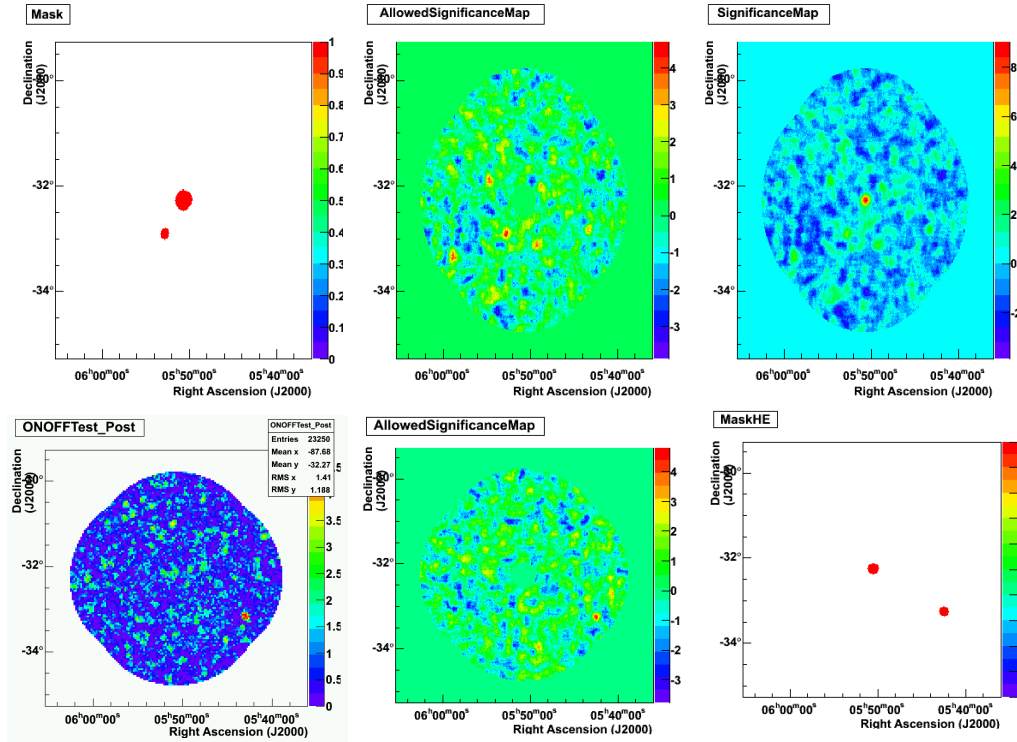 Mask
AllowedSignificanceMap
SignificanceMap
Declination
(J2000)
-30°
-32°
-34°
1
0.9
0.8
0.7
0.6
0.5
0.4
0.3
0.2
0.1
0
06ʰ00ᵐ00ˢ
05ʰ50ᵐ00ˢ
05ʰ40ᵐ00ˢ
Right Ascension (J2000)
Declination
(J2000)
-30°
-32°
-34°
4
3
2
1
0
-1
-2
-3
06ʰ00ᵐ00ˢ
05ʰ50ᵐ00ˢ
05ʰ40ᵐ00ˢ
Right Ascension (J2000)
Declination
(J2000)
-30°
-32°
-34°
8
6
4
2
0
-2
06ʰ00ᵐ00ˢ
05ʰ50ᵐ00ˢ
05ʰ40ᵐ00ˢ
Right Ascension (J2000)
ONOFFTest_Post
ONOFFTest_Post
Entries 23250
Mean x -87.68
Mean y -32.27
RMS x 1.41
RMS y 1.188
Declination
(J2000)
-30°
-32°
-34°
5
3.5
3
2.5
2
1.5
1
0.5
0
06ʰ00ᵐ00ˢ
05ʰ50ᵐ00ˢ
05ʰ40ᵐ00ˢ
Right Ascension (J2000)
AllowedSignificanceMap
Declination
(J2000)
-30°
-32°
-34°
4
3
2
1
0
-1
-2
-3
06ʰ00ᵐ00ˢ
05ʰ50ᵐ00ˢ
05ʰ40ᵐ00ˢ
Right Ascension (J2000)
MaskHE
Declination
(J2000)
-30°
-32°
-34°
06ʰ00ᵐ00ˢ
05ʰ50ᵐ00ˢ
05ʰ40ᵐ00ˢ
Right Ascension (J2000)